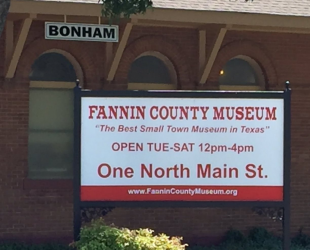 BONHAM
FANNIN COUNTY MUSEUM
"The Best Small Town Museum in Texas"
OPEN TUE-SAT 12pm-4pm
One North Main St.
www.FanninCountyMuseum.org